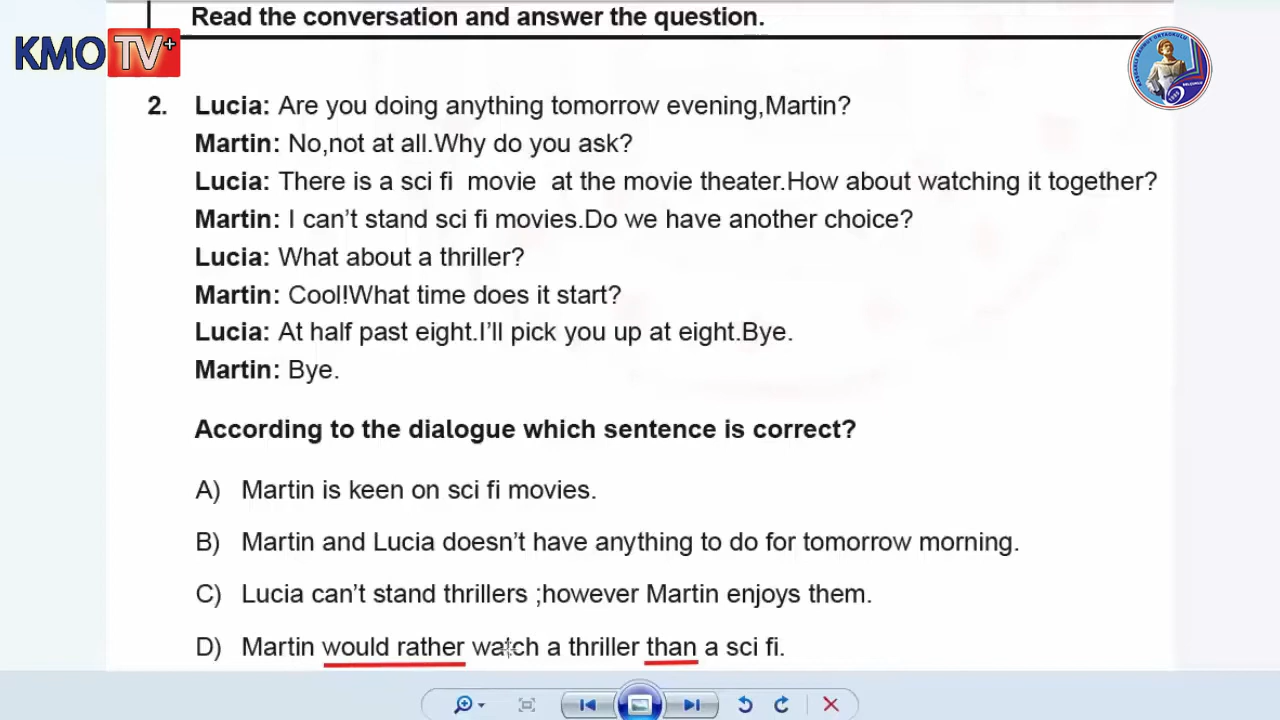 Read the conversation and answer the question.
KMO TV+
2. Lucia: Are you doing anything tomorrow evening,Martin?
Martin: No,not at all.Why do you ask?
Lucia: There is a sci fi movie at the movie theater.How about watching it together?
Martin: I can't stand sci fi movies.Do we have another choice?
Lucia: What about a thriller?
Martin: Cool!What time does it start?
Lucia: At half past eight.I'll pick you up at eight.Bye.
Martin: Bye.
According to the dialogue which sentence is correct?
A) Martin is keen on sci fi movies.
B) Martin and Lucia doesn't have anything to do for tomorrow morning.
C) Lucia can't stand thrillers ;however Martin enjoys them.
D) Martin would rather watch a thriller than a sci fi.